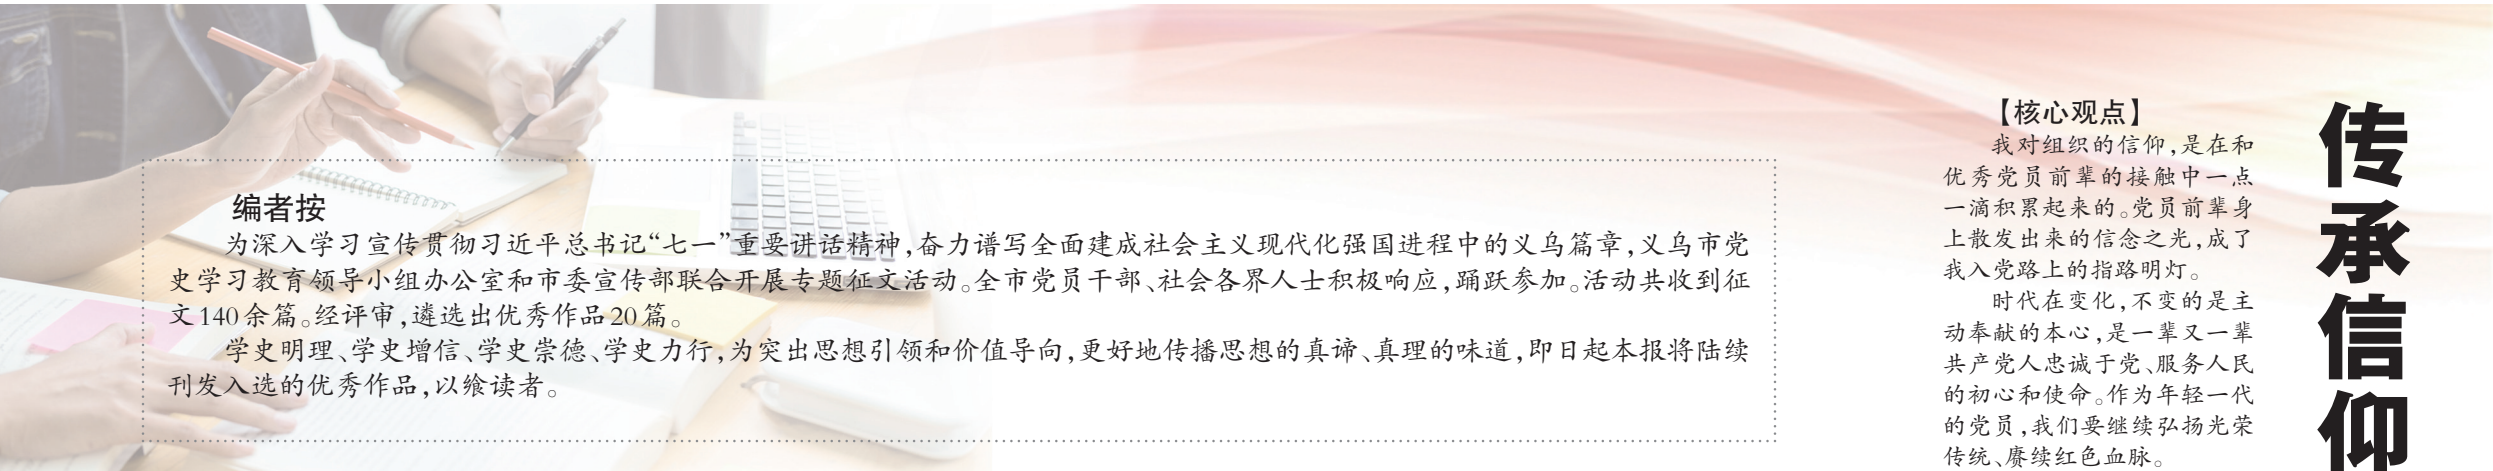 编者按
为深入学习宣传贯彻习近平总书记“七一”重要讲话精神,奋力谱写全面建成社会主义现代化强国进程中的义乌篇章,义乌市党
史学习教育领导小组办公室和市委宣传部联合开展专题征文活动。全市党员干部、社会各界人士积极响应,踊跃参加。活动共收到征
文140余篇。经评审,遴选出优秀作品20篇。
学史明理、学史增信、学史崇德、学史力行,为突出思想引领和价值导向,更好地传播思想的真谛、真理的味道,即日起本报将陆续
刊发入选的优秀作品,以飨读者。
【核心观点】
我对组织的信仰,是在和
优秀党员前辈的接触中一点
一滴积累起来的。党员前辈身
上散发出来的信念之光,成了
我入党路上的指路明灯。
时代在变化,不变的是主
动奉献的本心,是一辈又一辈
共产党人忠诚于党、服务人民
的初心和使命。作为年轻一代
的党员,我们要继续弘扬光荣
传统、赓续红色血脉。
传承信仰